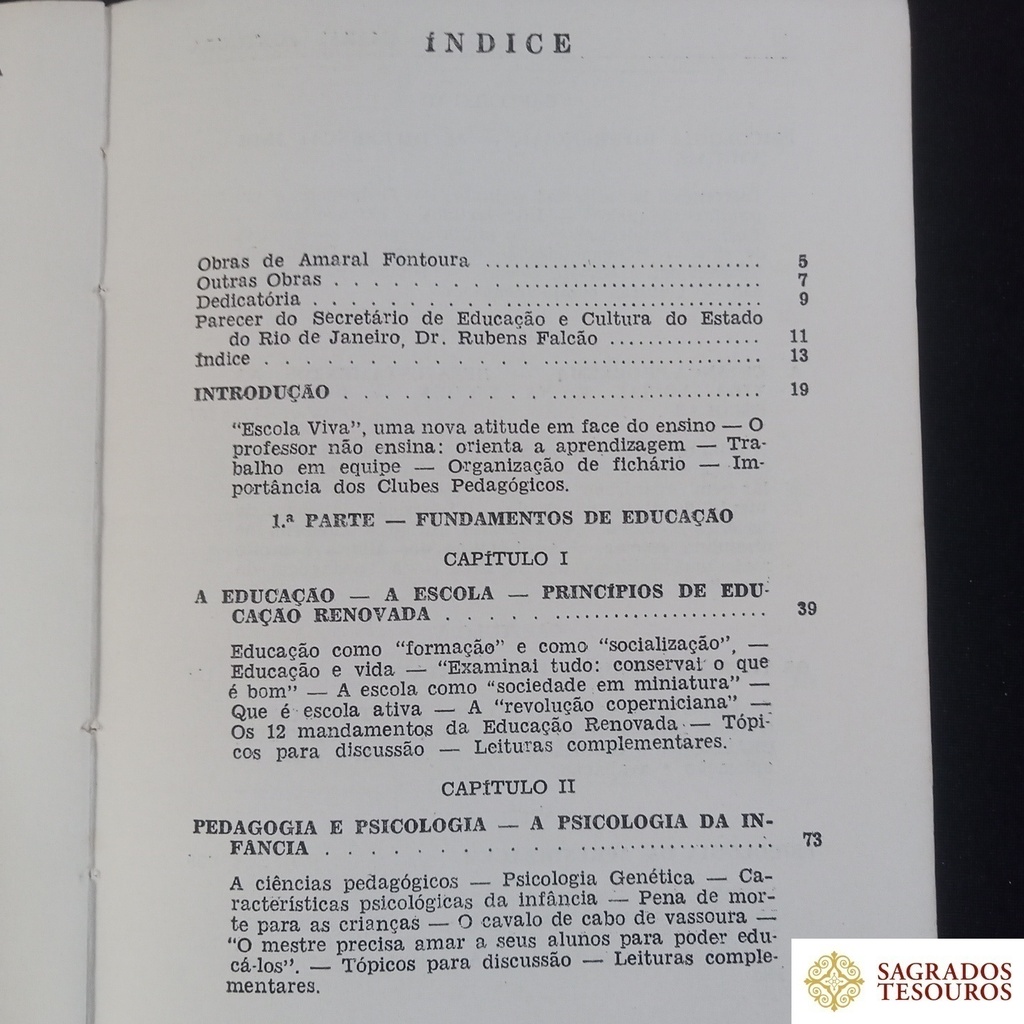 ÍNDICE
Obras de Amaral Fontoura .............................. 5
Outras Obras . . . . . . . . . .......................... 7
Dedicatória . . . . . . . . . . .......................... 9
Parecer do Secretário de Educação e Cultura do Estado
do Rio de Janeiro, Dr. Rubens Falcão ................ 11
Índice . . . . . . . . . . . . ....................... 13
INTRODUÇÃO . . . . . . . . . ...................... 19
"Escola Viva", uma nova atitude em face do ensino — O
professor não ensina: orienta a aprendizagem — Tra-
balho em equipe — Organização de fichário — Im-
portância dos Clubes Pedagógicos.
1.ª PARTE — FUNDAMENTOS DE EDUCAÇÃO
CAPÍTULO I
A EDUCAÇÃO — A ESCOLA — PRINCÍPIOS DE EDU-
CAÇÃO RENOVADA . . . . . ..................... 39
Educação como "formação" e como "socialização", —
Educação e vida — "Examinai tudo: conservai o que
é bom" — A escola como "sociedade em miniatura" —
Que é escola ativa — A "revolução coperniciana" —
Os 12 mandamentos da Educação Renovada — Tópi-
cos para discussão — Leituras complementares.
CAPÍTULO II
PEDAGOGIA E PSICOLOGIA — A PSICOLOGIA DA IN-
FÂNCIA . . . . . . . . . . ...................... 73
A ciências pedagógicos — Psicologia Genética — Ca-
racterísticas psicológicas da infância — Pena de mor-
te para as crianças — O cavalo de cabo de vassoura —
"O mestre precisa amar a seus alunos para poder edu-
cá-los". — Tópicos para discussão — Leituras comple-
mentares.
SAGRADOS
TESOUROS